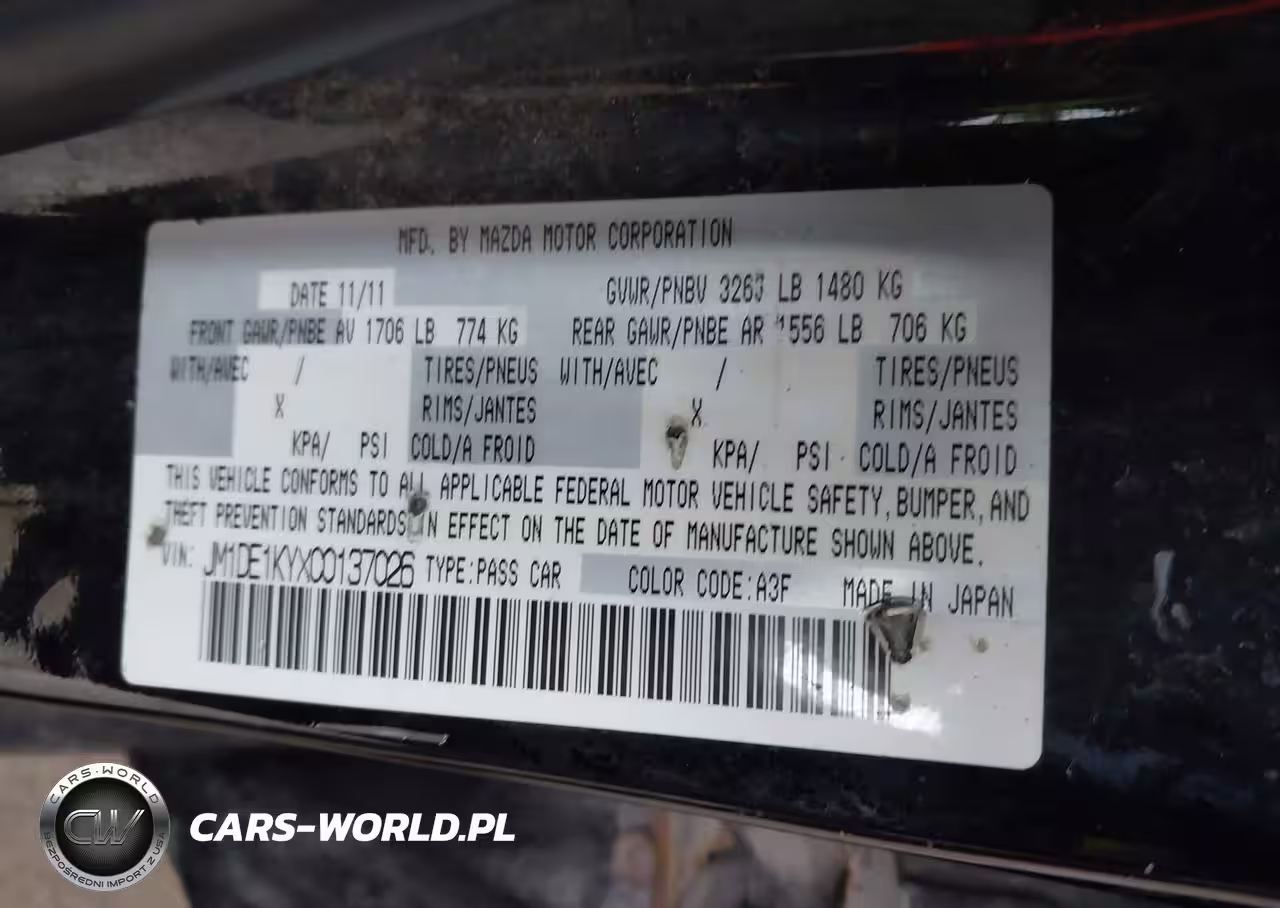 MFD. BY MAZDA MOTOR CORPORATION
DATE 11/11 GVWR/PNBV 3263 LB 1480 KG
FRONT GAWR/PNBE AV 1706 LB 774 KG REAR GAWR/PNBE AR 1556 LB 706 KG
WITH/AVEC / TIRES/PNEUS WITH/AVEC / TIRES/PNEUS
X RIMS/JANTES X RIMS/JANTES
KPA/ PSI COLD/A FROID KPA/ PSI COLD/A FROID
THIS VEHICLE CONFORMS TO ALL APPLICABLE FEDERAL MOTOR VEHICLE SAFETY, BUMPER, AND
THEFT PREVENTION STANDARDS IN EFFECT ON THE DATE OF MANUFACTURE SHOWN ABOVE.
VIN: JM1DE1KYXC0137026 TYPE:PASS CAR COLOR CODE:A3F MADE IN JAPAN
CARS-WORLD
CW
BEZPOŚREDNI IMPORT Z USA
CARS-WORLD.PL